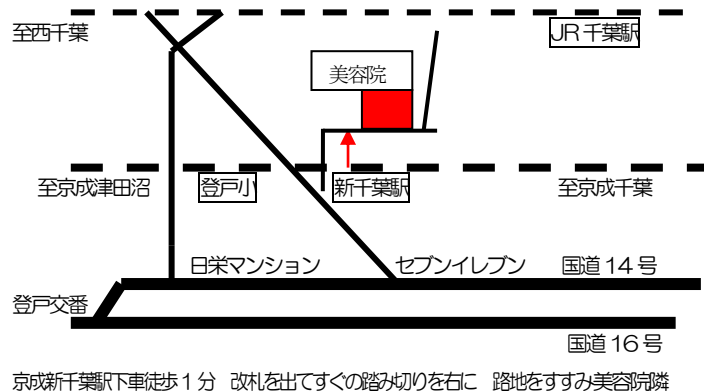 至西千葉
JR千葉駅
美容院
至京成津田沼
登戸小
新千葉駅
至京成千葉
日栄マンション
セブンイレブン
国道14号
登戸交番
国道16号
京成新千葉駅下車徒歩1分 改札を出てすぐの踏み切りを右に 路地をすすみ美容院隣